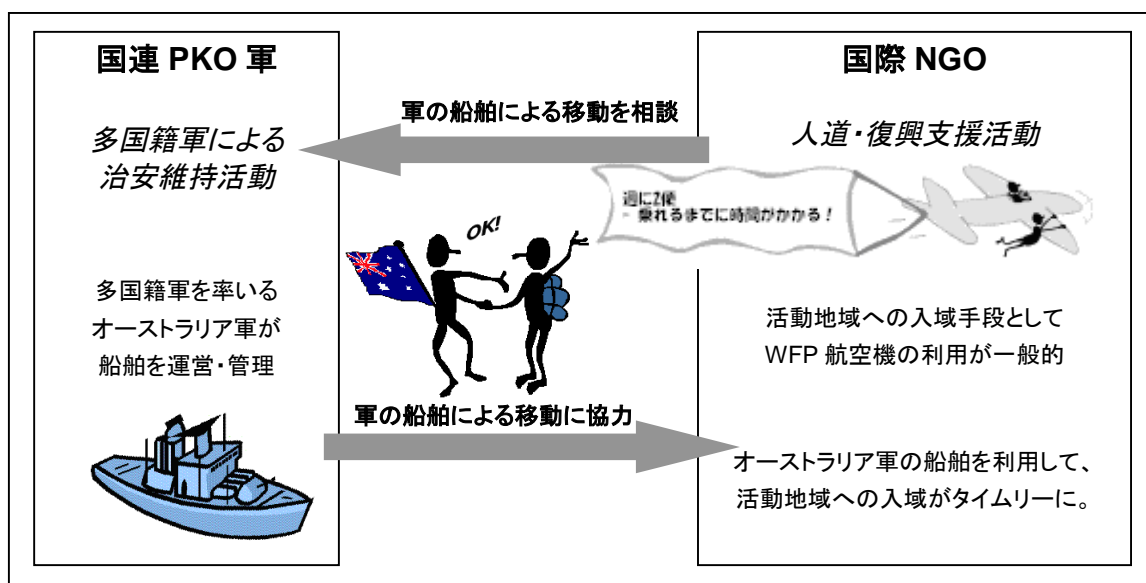 国連 PKO 軍
多国籍軍による
治安維持活動
多国籍軍を率いる
オーストラリア軍が
船舶を運営・管理
軍の船舶による移動を相談
OK!
軍の船舶による移動に協力
国際 NGO
人道・復興支援活動
週に2便
- 乗れるまでに時間がかかる！
活動地域への入域手段として
WFP 航空機の利用が一般的
オーストラリア軍の船舶を利用して、
活動地域への入域がタイムリーに。